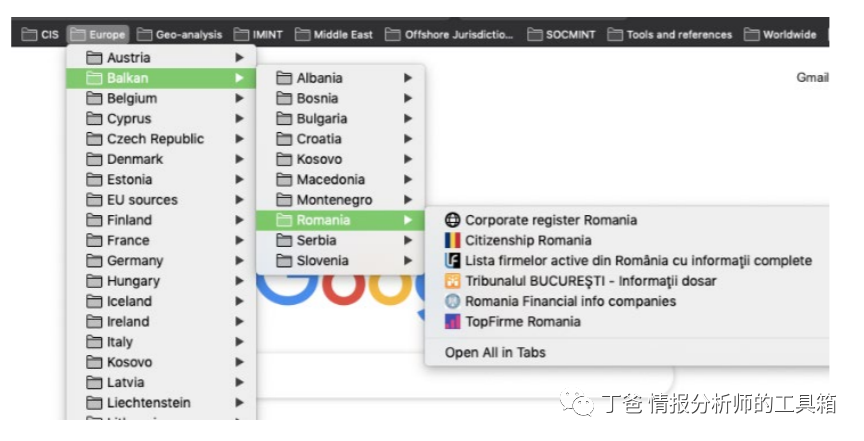 CIS Europe Geo-analysis IMINT Middle East Offshore Jurisdictio... SOCMINT Tools and references Worldwide
Gmail
Austria
Balkan
Belgium
Cyprus
Czech Republic
Denmark
Estonia
EU sources
Finland
France
Germany
Hungary
Iceland
Ireland
Italy
Kosovo
Latvia
Liechtenstein
Albania
Bosnia
Bulgaria
Croatia
Kosovo
Macedonia
Montenegro
Romania
Serbia
Slovenia
Corporate register Romania
Citizenship Romania
Lista firmelor active din România cu informaţii complete
Tribunalul BUCUREŞTI - Informaţii dosar
Romania Financial info companies
TopFirme Romania
Open All in Tabs
丁爸 情报分析师的工具箱